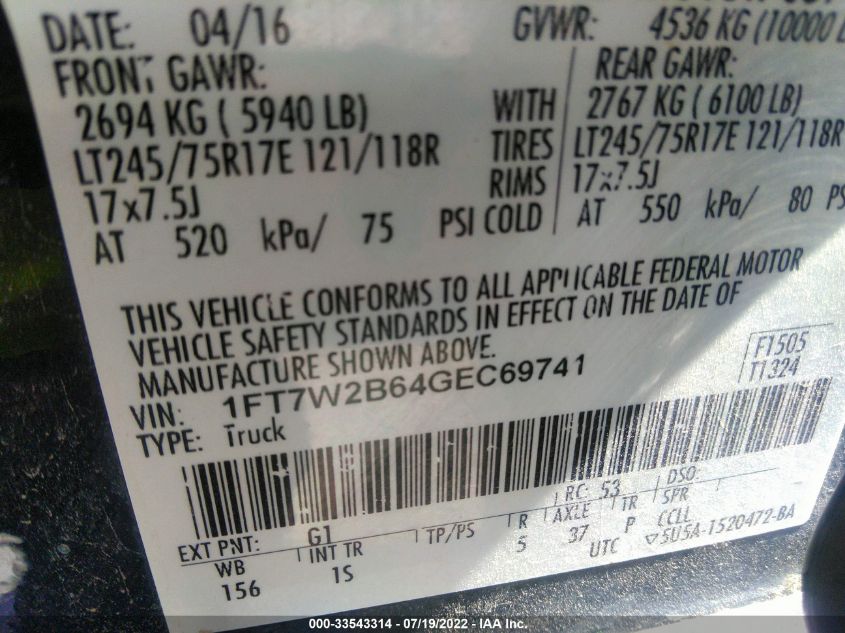 DATE: 04/16 GVWR: 4536 KG (10000 L
FRONT GAWR: REAR GAWR:
2694 KG ( 5940 LB) WITH 2767 KG ( 6100 LB)
LT245/75R17E 121/118R TIRES LT245/75R17E 121/118R
17x7.5J RIMS 17x7.5J
AT 520 kPa/ 75 PSI COLD AT 550 kPa/ 80 PS
THIS VEHICLE CONFORMS TO ALL APPLICABLE FEDERAL MOTOR
VEHICLE SAFETY STANDARDS IN EFFECT ON THE DATE OF
MANUFACTURE SHOWN ABOVE.
VIN: 1FT7W2B64GEC69741 F1505
TYPE: Truck T1324
RC: 53 DSO:
EXT PNT: G1
WB INT TR TP/PS R AXLE TR SPR
156 1S 5 37 P CCLL
UTC ▽5U5A-1520472-BA
000-33543314 - 07/19/2022 - IAA Inc.